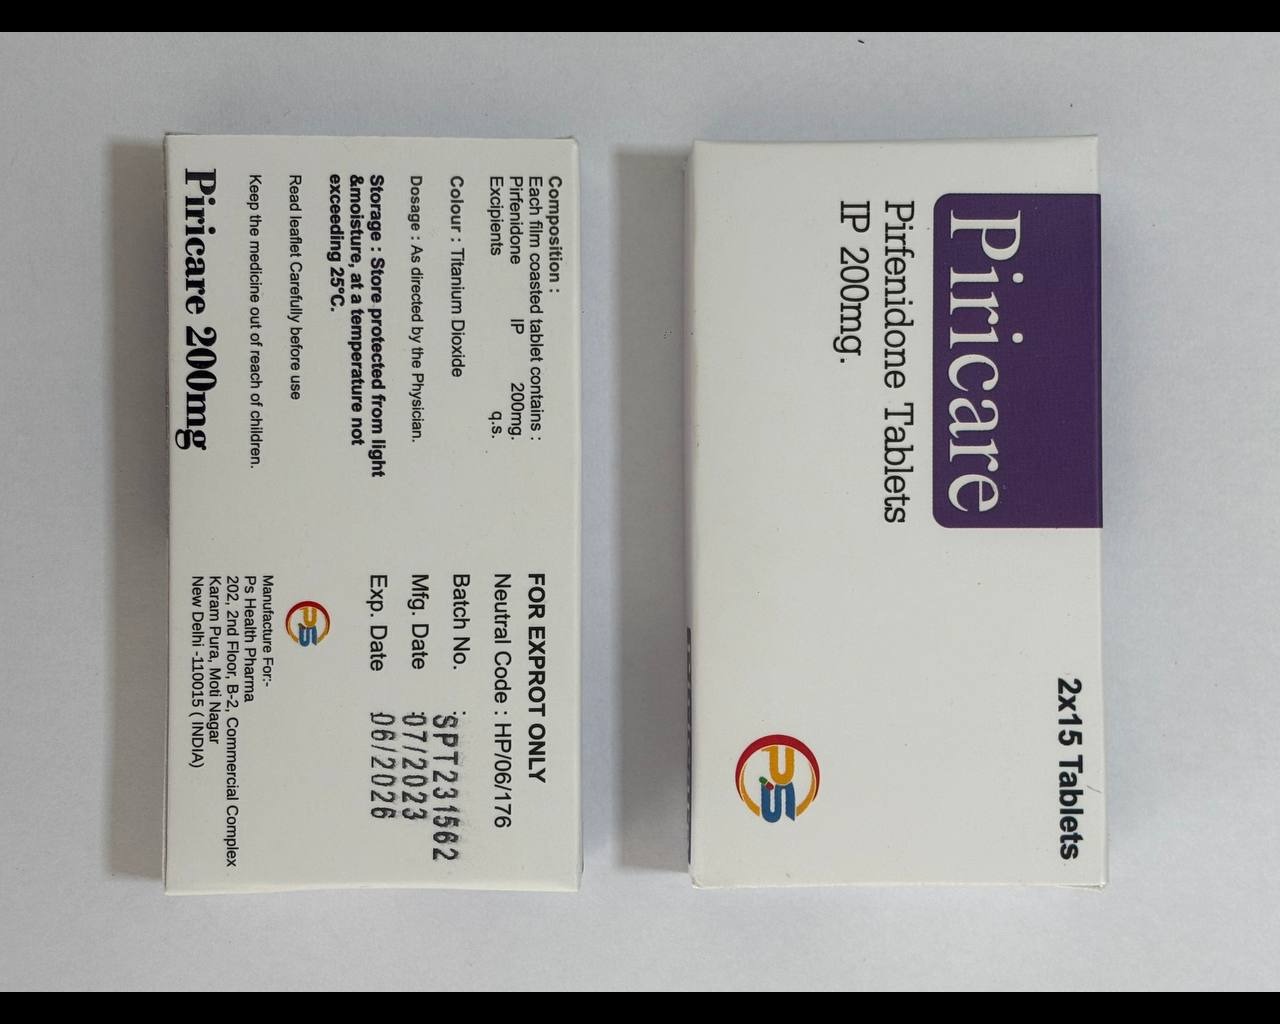 Composition :
Each film coasted tablet contains :
Pirfenidone IP 200mg.
Excipients q.s.
Colour : Titanium Dioxide
Dosage : As directed by the Physician.
Storage : Store protected from light
&moisture, at a temperature not
exceeding 25°C.
Read leaflet Carefully before use
Keep the medicine out of reach of children.
Piricare 200mg
FOR EXPROT ONLY
Neutral Code : HP/06/176
Batch No. : SPT231562
Mfg. Date : 07/2023
Exp. Date : 06/2026
PS
Manufacture For:-
Ps Health Pharma
202, 2nd Floor, B-2, Commercial Complex
Karam Pura, Moti Nagar
New Delhi -110015 ( INDIA)
2x15 Tablets
Piricare
Pirfenidone Tablets
IP 200mg.
PS